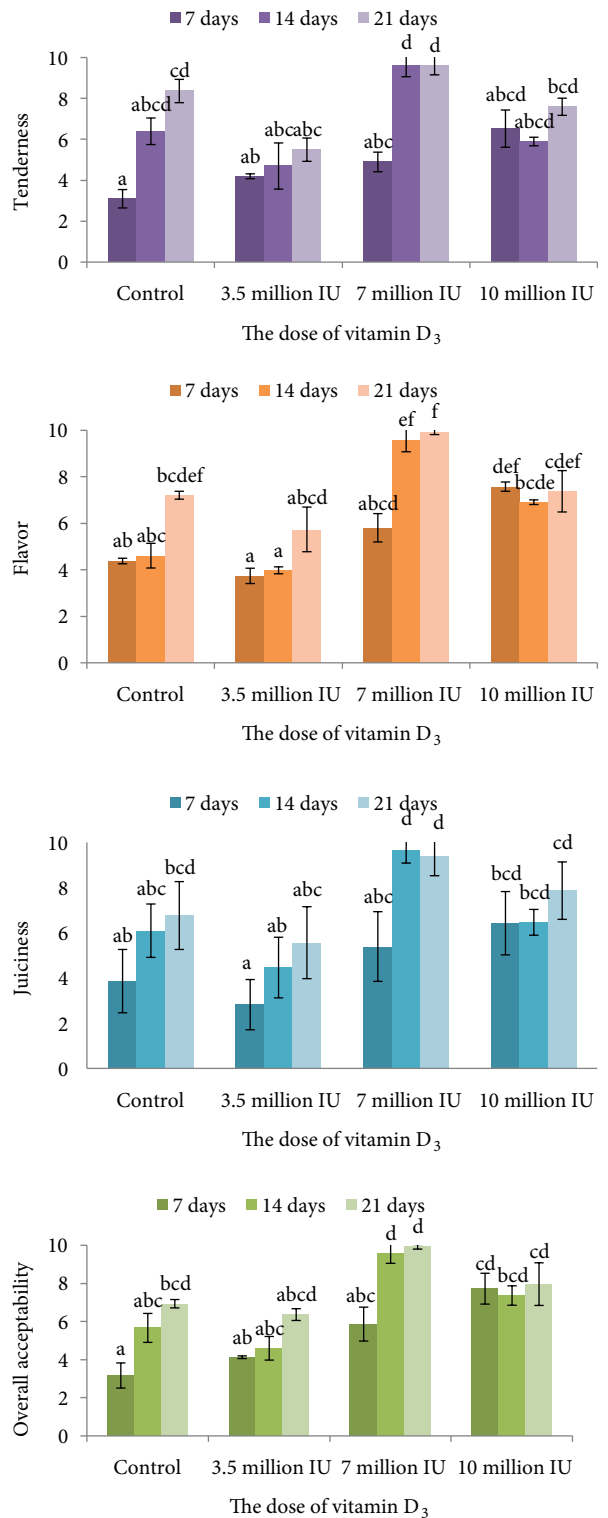 7 days 14 days 21 days
d d
10
cd
bcd
8
abcd
abcd
abcd
abc abc
6
abc
ab
4
a
2
0
Tenderness
Control 3.5 million IU 7 million IU 10 million IU
The dose of vitamin D3
7 days 14 days 21 days
f
ef
10
bcdef
def
cdef
bcde
8
abcd
abcd
6
ab abc
a a
4
2
0
Flavor
Control 3.5 million IU 7 million IU 10 million IU
The dose of vitamin D3
7 days 14 days 21 days
d d
10
cd
bcd
abc
abc
bcd bcd
8
abc
ab
ab
6
a
4
2
0
Juiciness
Control 3.5 million IU 7 million IU 10 million IU
The dose of vitamin D3
7 days 14 days 21 days
d d
10
cd bcd cd
bcd
abcd
abc
8
abc
abc
6
ab
a
4
2
0
Overall acceptability
Control 3.5 million IU 7 million IU 10 million IU
The dose of vitamin D3